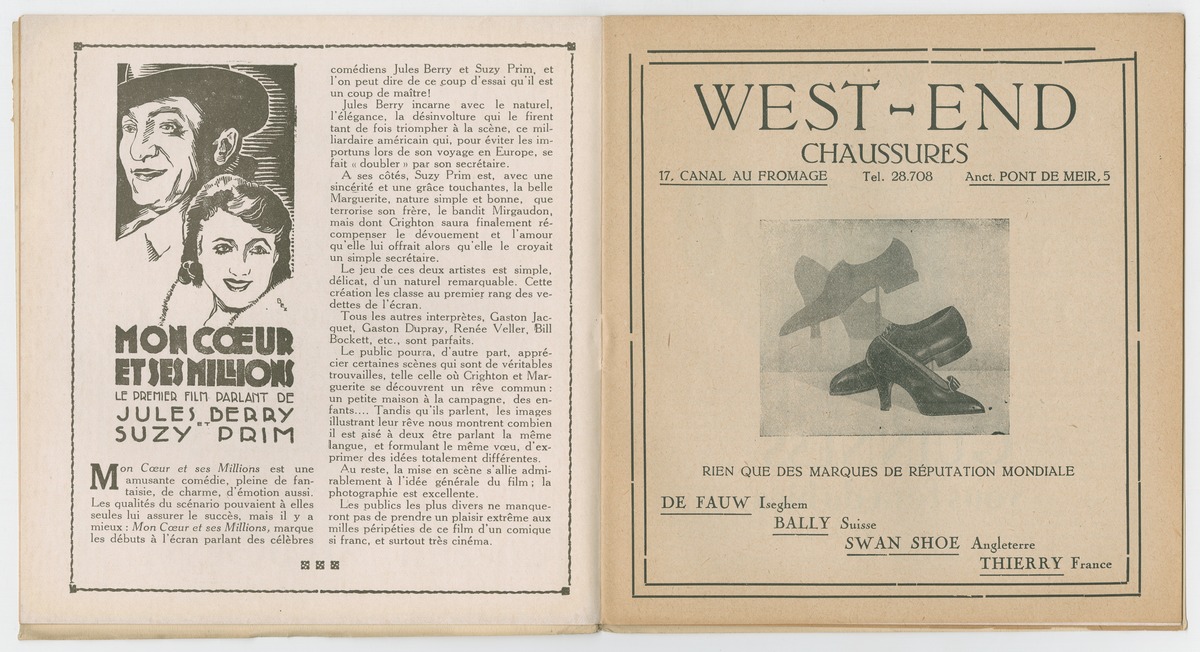 MON CŒUR
ET SES MILLIONS
LE PREMIER FILM PARLANT DE
JULES BERRY
ET
SUZY PRIM
Mon Cœur et ses Millions est une
amusante comédie, pleine de fan-
taisie, de charme, d'émotion aussi.
Les qualités du scénario pouvaient à elles
seules lui assurer le succès, mais il y a
mieux : Mon Cœur et ses Millions, marque
les débuts à l'écran parlant des célèbres
comédiens Jules Berry et Suzy Prim, et
l'on peut dire de ce coup d'essai qu'il est
un coup de maître!
Jules Berry incarne avec le naturel,
l'élégance, la désinvolture qui le firent
tant de fois triompher à la scène, ce mil-
liardaire américain qui, pour éviter les im-
portuns lors de son voyage en Europe, se
fait « doubler » par son secrétaire.
A ses côtés, Suzy Prim est, avec une
sincérité et une grâce touchantes, la belle
Marguerite, nature simple et bonne, que
terrorise son frère, le bandit Mirgaudon,
mais dont Crighton saura finalement ré-
compenser le dévouement et l'amour
qu'elle lui offrait alors qu'elle le croyait
un simple secrétaire.
Le jeu de ces deux artistes est simple,
délicat, d'un naturel remarquable. Cette
création les classe au premier rang des ve-
dettes de l'écran.
Tous les autres interprètes, Gaston Jac-
quet, Gaston Dupray, Renée Veller, Bill
Bockett, etc., sont parfaits.
Le public pourra, d'autre part, appré-
cier certaines scènes qui sont de véritables
trouvailles, telle celle où Crighton et Mar-
guerite se découvrent un rêve commun :
un petite maison à la campagne, des en-
fants.... Tandis qu'ils parlent, les images
illustrant leur rêve nous montrent combien
il est aisé à deux être parlant la même
langue, et formulant le même vœu, d'ex-
primer des idées totalement différentes.
Au reste, la mise en scène s'allie admi-
rablement à l'idée générale du film ; la
photographie est excellente.
Les publics les plus divers ne manque-
ront pas de prendre un plaisir extrême aux
milles péripéties de ce film d'un comique
si franc, et surtout très cinéma.
WEST-END
CHAUSSURES
17, CANAL AU FROMAGE Tel. 28.708 Anct. PONT DE MEIR, 5
RIEN QUE DES MARQUES DE RÉPUTATION MONDIALE
DE FAUW Iseghem
BALLY Suisse
SWAN SHOE Angleterre
THIERRY France